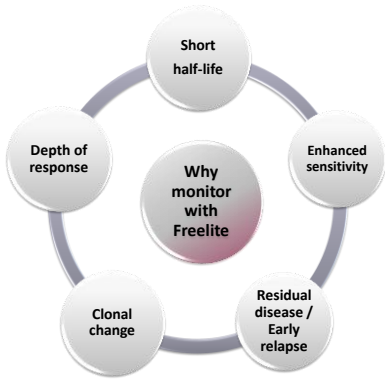 Short
half-life
Enhanced
sensitivity
Residual
disease /
Early
relapse
Clonal
change
Depth of
response
Why
monitor
with
Freelite